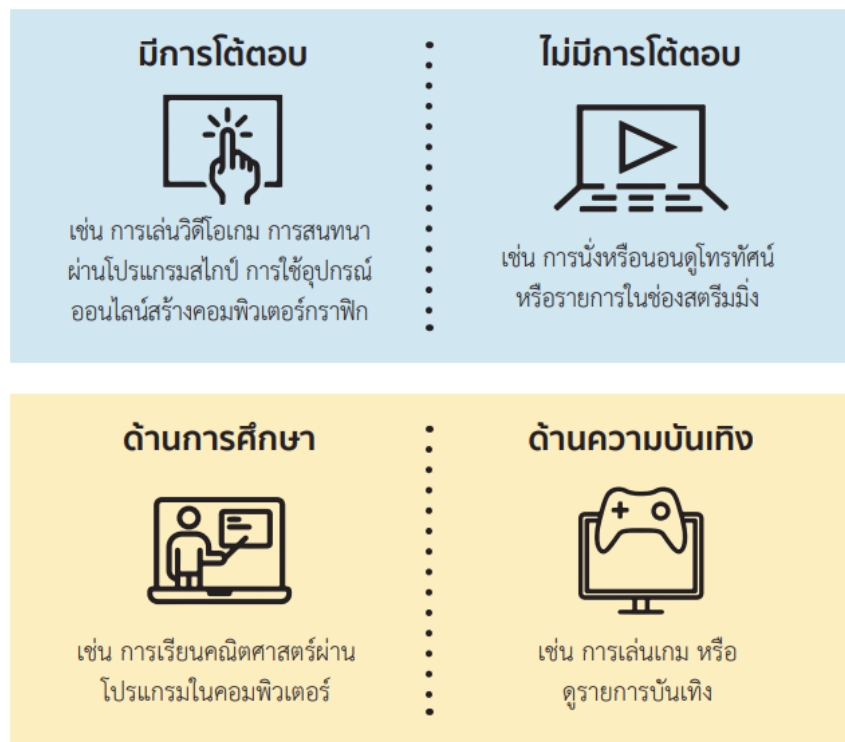 มีการโต้ตอบ
เช่น การเล่นวิดีโอเกม การสนทนา
ผ่านโปรแกรมสไกป์ การใช้อุปกรณ์
ออนไลน์สร้างคอมพิวเตอร์กราฟิก
ไม่มีการโต้ตอบ
เช่น การนั่งหรือนอนดูโทรทัศน์
หรือรายการในช่องสตรีมมิ่ง
ด้านการศึกษา
เช่น การเรียนคณิตศาสตร์ผ่าน
โปรแกรมในคอมพิวเตอร์
ด้านความบันเทิง
เช่น การเล่นเกม หรือ
ดูรายการบันเทิง